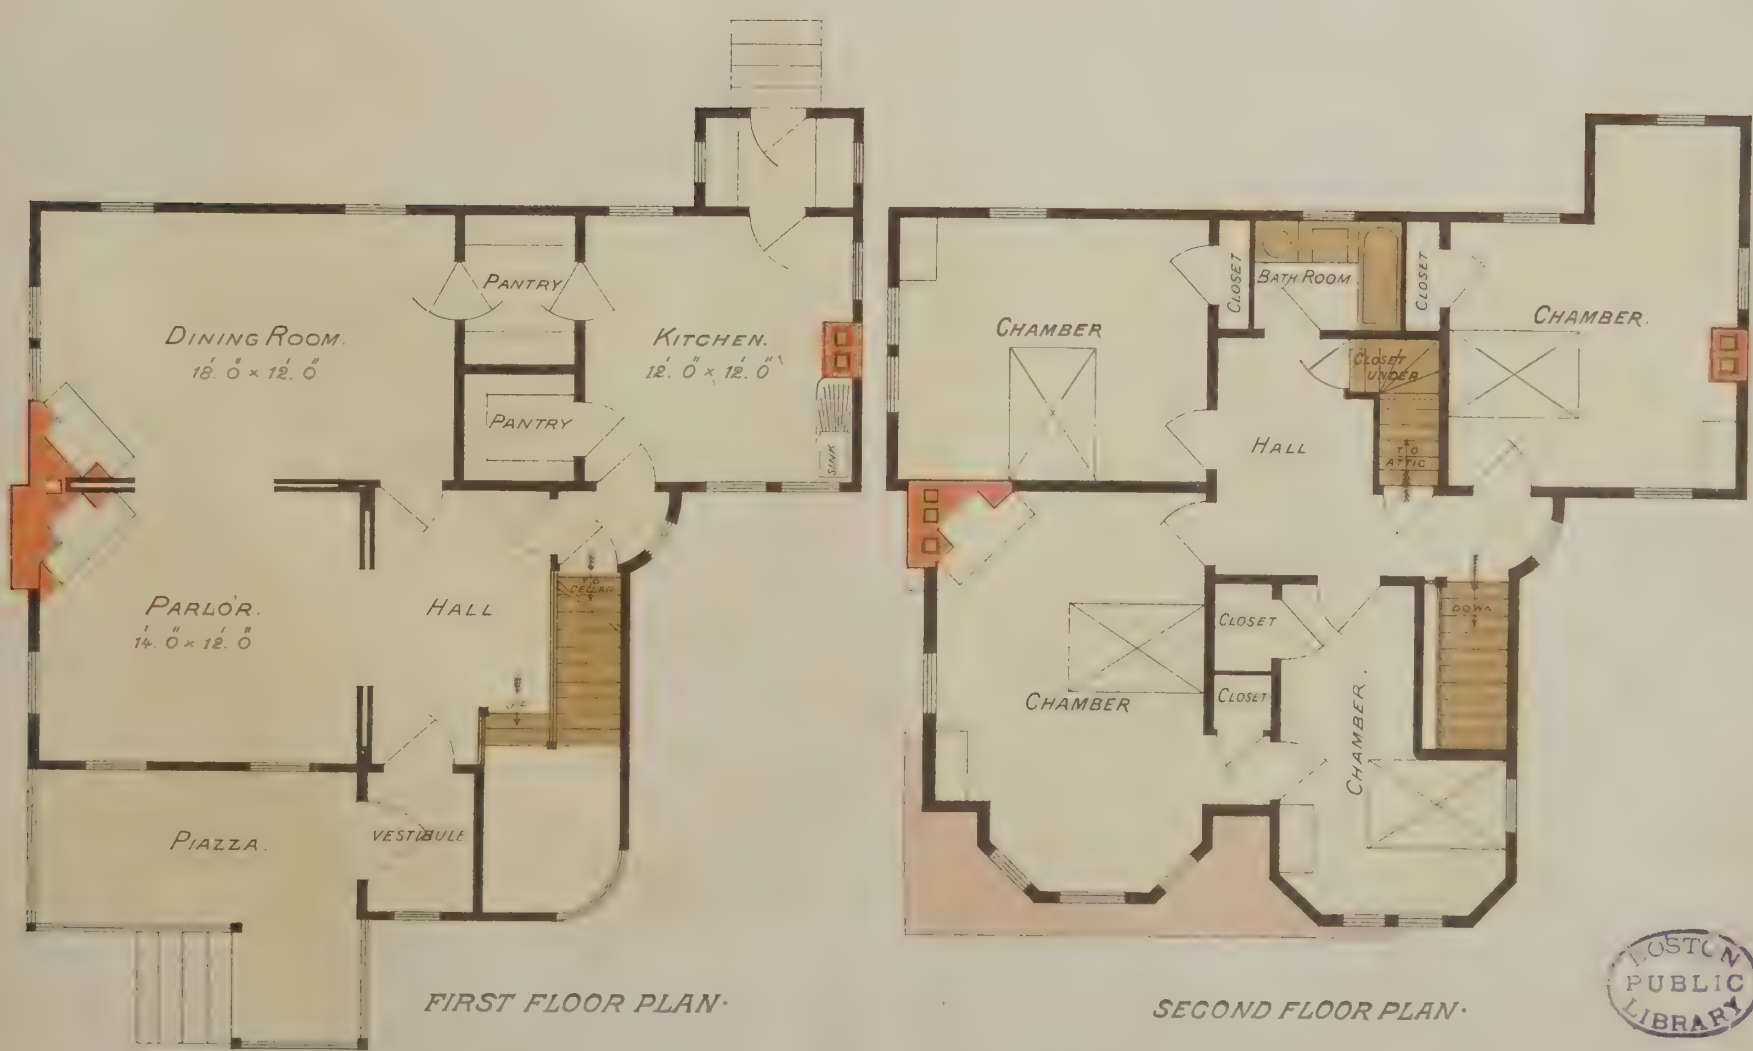 DINING ROOM.
18'. 0" × 12'. 0"
PANTRY
PANTRY
KITCHEN.
12'. 0" × 12'. 0"
SINK
PARLOR.
14'. 0" × 12'. 0"
HALL
TO
CELLAR
UP
PIAZZA.
VESTIBULE
FIRST FLOOR PLAN.
CHAMBER
CLOSET
BATH ROOM
CLOSET
CHAMBER.
CLOSET
UNDER
HALL
TO
ATTIC
CLOSET
CLOSET
CHAMBER
CHAMBER.
DOWN
SECOND FLOOR PLAN.
BOSTON
PUBLIC
LIBRARY